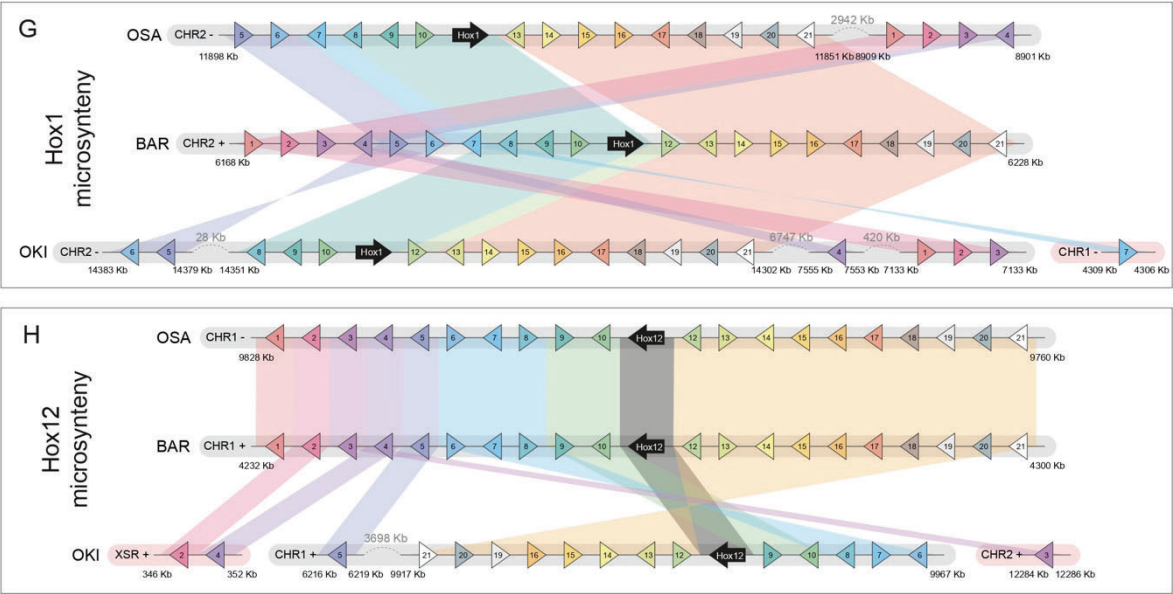 G
Hox1 microsynteny
OSA CHR2 - 5 6 7 8 9 10 Hox1 13 14 15 16 17 18 19 20 21 2942 Kb 1 2 3 4
11898 Kb 11851 Kb 8909 Kb 8901 Kb
BAR CHR2 + 1 2 3 4 5 6 7 8 9 10 Hox1 12 13 14 15 16 17 18 19 20 21
6168 Kb 6228 Kb
OKI CHR2 - 6 5 28 Kb 8 9 10 Hox1 12 13 14 15 16 17 18 19 20 21 6747 Kb 4 420 Kb 1 2 3 CHR1 - 7
14383 Kb 14379 Kb 14351 Kb 14302 Kb 7555 Kb 7553 Kb 7133 Kb 7133 Kb 4309 Kb 4306 Kb
H
Hox12 microsynteny
OSA CHR1 - 1 2 3 4 5 6 7 8 9 10 Hox12 12 13 14 15 16 17 18 19 20 21
9828 Kb 9760 Kb
BAR CHR1 + 1 2 3 4 5 6 7 8 9 10 Hox12 12 13 14 15 16 17 18 19 20 21
4232 Kb 4300 Kb
OKI XSR + 2 4 CHR1 + 5 3698 Kb 21 20 19 16 15 14 13 12 Hox12 9 10 8 7 6 CHR2 + 3
346 Kb 352 Kb 6216 Kb 6219 Kb 9917 Kb 9967 Kb 12284 Kb 12286 Kb